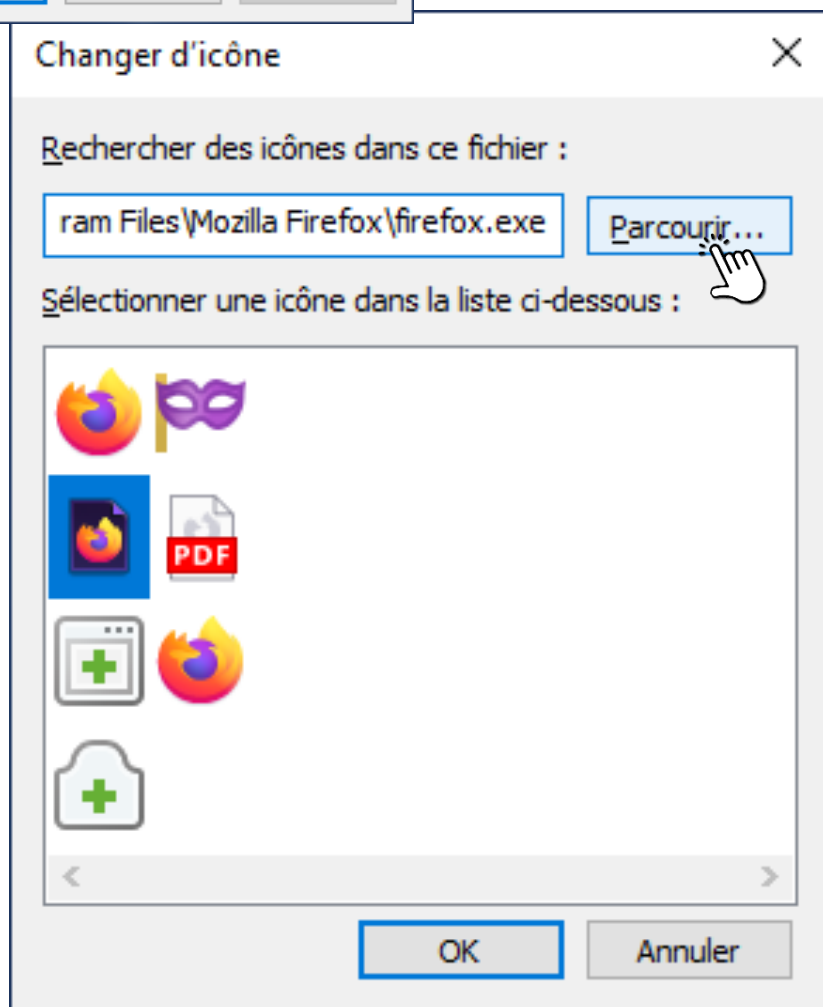 Changer d'icône
Rechercher des icônes dans ce fichier :
ram Files\Mozilla Firefox\firefox.exe
Parcourir...
Sélectionner une icône dans la liste ci-dessous :
PDF
OK
Annuler